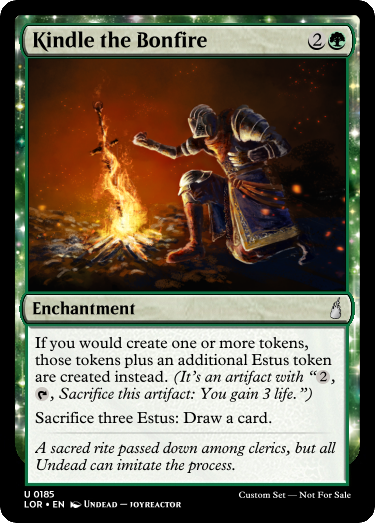 Kindle the Bonfire 2
Enchantment
If you would create one or more tokens,
those tokens plus an additional Estus token
are created instead. (It's an artifact with “2,
, Sacrifice this artifact: You gain 3 life.”)
Sacrifice three Estus: Draw a card.
A sacred rite passed down among clerics, but all
Undead can imitate the process.
U 0185
LOR • EN Undead — joyreactor
Custom Set — Not For Sale